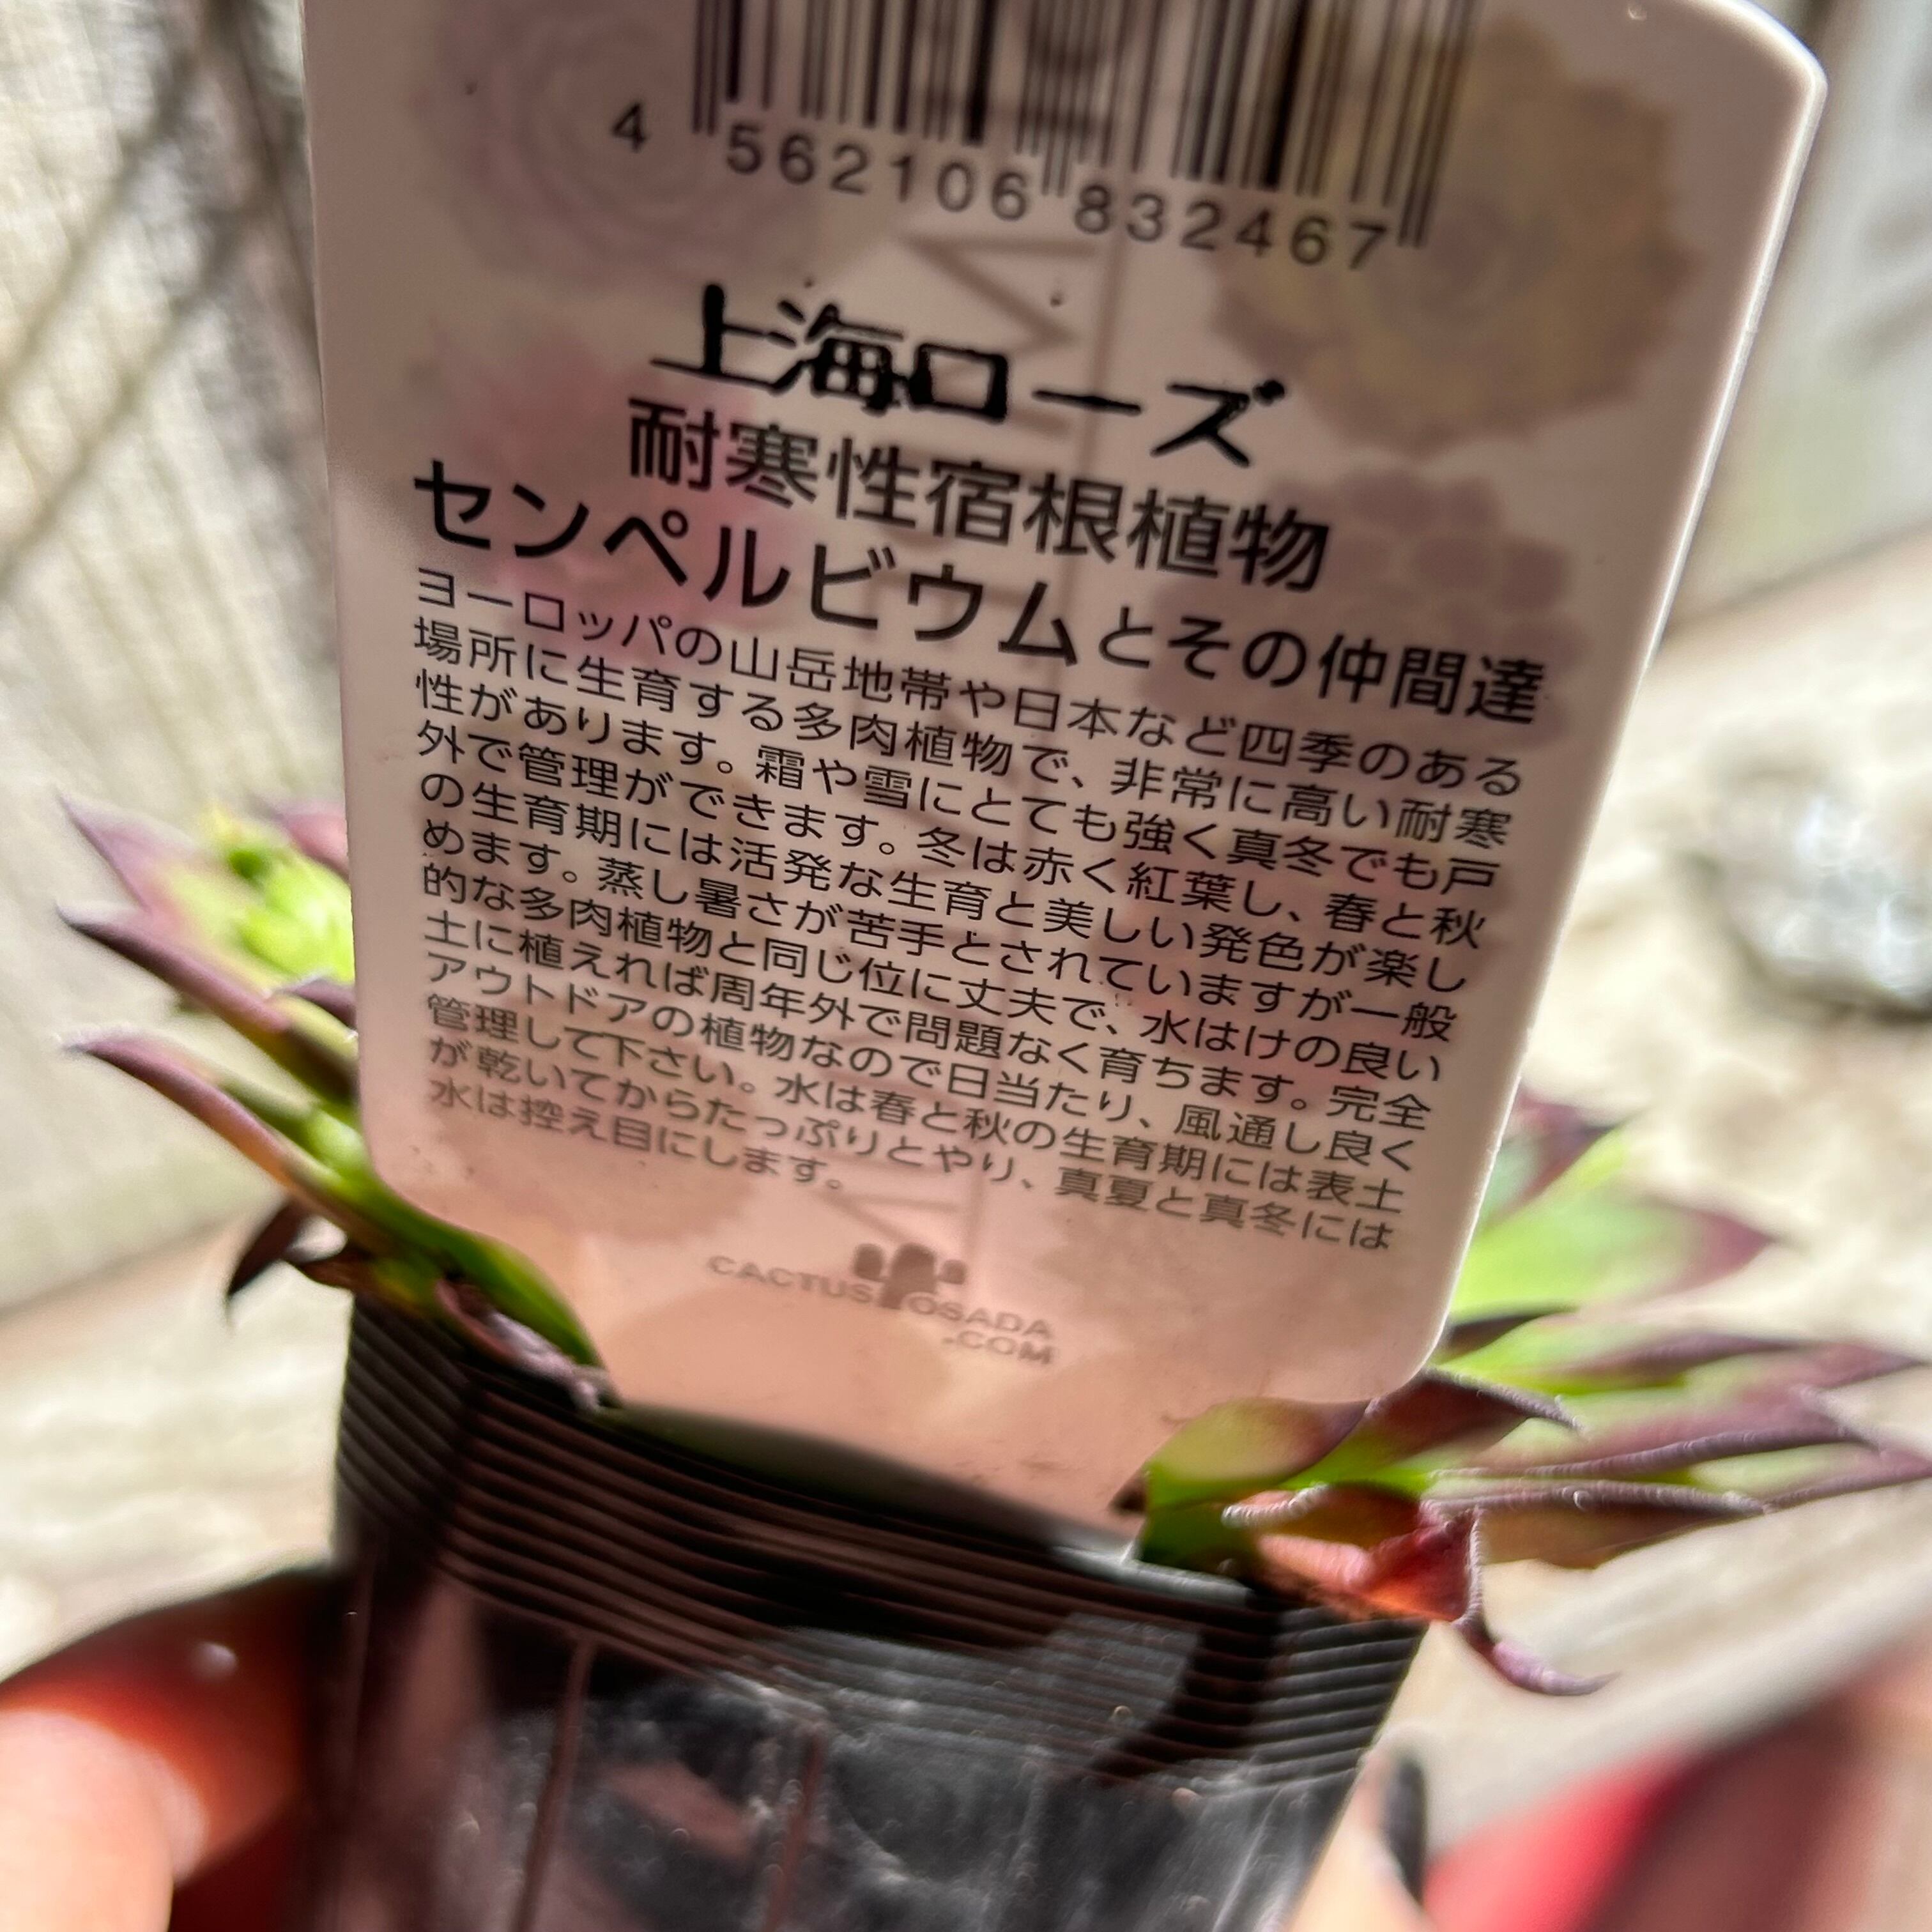 4 562106 832467
上海ローズ
耐寒性宿根植物
センペルビウムとその仲間達
ヨーロッパの山岳地帯や日本など四季のある
場所に生育する多肉植物で、非常に高い耐寒
性があります。霜や雪にとても強く真冬でも戸
外で管理ができます。冬は赤く紅葉し、春と秋
の生育期には活発な生育と美しい発色が楽し
めます。蒸し暑さが苦手とされていますが一般
的な多肉植物と同じ位に丈夫で、水はけの良い
土に植えれば周年外で問題なく育ちます。完全
アウトドアの植物なので日当たり、風通し良く
管理して下さい。水は春と秋の生育期には表土
が乾いてからたっぷりとやり、真夏と真冬には
水は控え目にします。
CACTUS OSADA
.COM